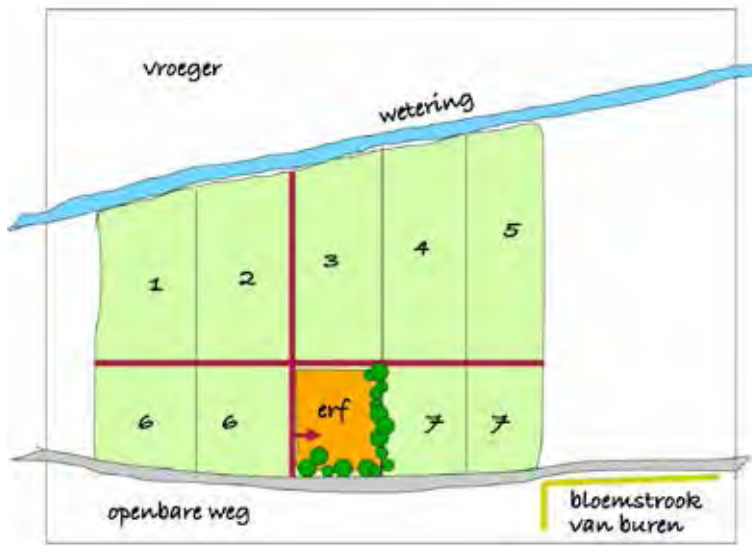 vroeger
wetering
1
2
3
4
5
6
6
erf
7
7
openbare weg
bloemstrook
van buren